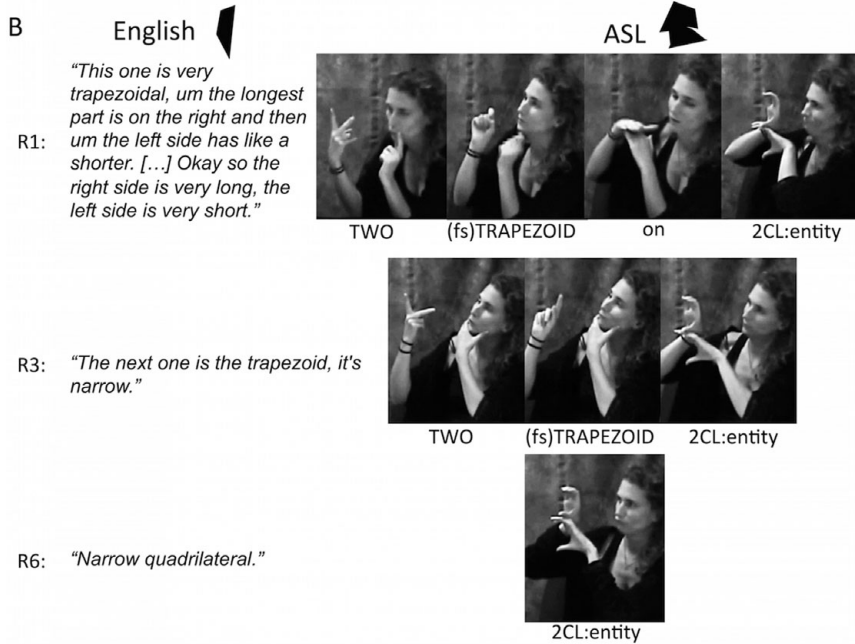 B
English
ASL
R1:
“This one is very
trapezoidal, um the longest
part is on the right and then
um the left side has like a
shorter. […] Okay so the
right side is very long, the
left side is very short.”
TWO (fs)TRAPEZOID on 2CL:entity
R3:
“The next one is the trapezoid, it's
narrow.”
TWO (fs)TRAPEZOID 2CL:entity
R6:
“Narrow quadrilateral.”
2CL:entity